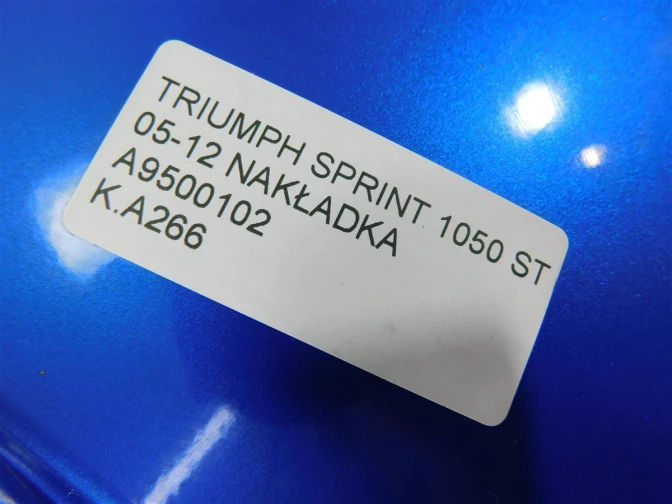 TRIUMPH SPRINT 1050 ST
05-12 NAKŁADKA
A9500102
K.A266